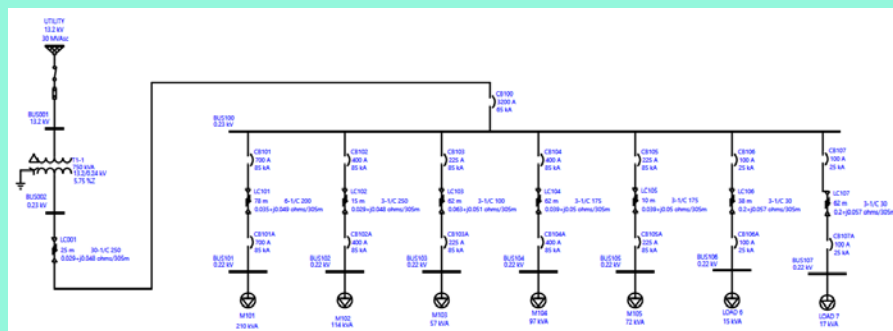 UTILITY
13.2 kV
30 MVAsc
BUS001
13.2 kV
T1-1
750 kVA
13.2/0.24 kV
5.75 %Z
BUS002
0.23 kV
LC001
25 m 30-1/C 250
0.028+j0.048 ohms/305m
CB100
3200 A
65 kA
BUS100
0.23 kV
CB101
700 A
85 kA
LC101
78 m 6-1/C 200
0.035+j0.048 ohms/305m
CB101A
700 A
85 kA
BUS101
0.22 kV
M101
210 kVA
CB102
400 A
85 kA
LC102
15 m 3-1/C 250
0.029+j0.048 ohms/305m
CB102A
400 A
85 kA
BUS102
0.22 kV
M102
114 kVA
CB103
225 A
85 kA
LC103
62 m 3-1/C 100
0.063+j0.051 ohms/305m
CB103A
225 A
85 kA
BUS103
0.22 kV
M103
57 kVA
CB104
400 A
85 kA
LC104
62 m 3-1/C 175
0.039+j0.05 ohms/305m
CB104A
400 A
85 kA
BUS104
0.22 kV
M104
97 kVA
CB105
225 A
85 kA
LC105
10 m 3-1/C 175
0.039+j0.05 ohms/305m
CB105A
225 A
85 kA
BUS105
0.22 kV
M105
72 kVA
CB106
100 A
25 kA
LC106
38 m 3-1/C 30
0.2+j0.057 ohms/305m
CB106A
100 A
25 kA
BUS106
0.22 kV
LOAD 6
15 kVA
CB107
100 A
25 kA
LC107
62 m 3-1/C 30
0.2+j0.057 ohms/305m
CB107A
100 A
25 kA
BUS107
0.22 kV
LOAD 7
17 kVA